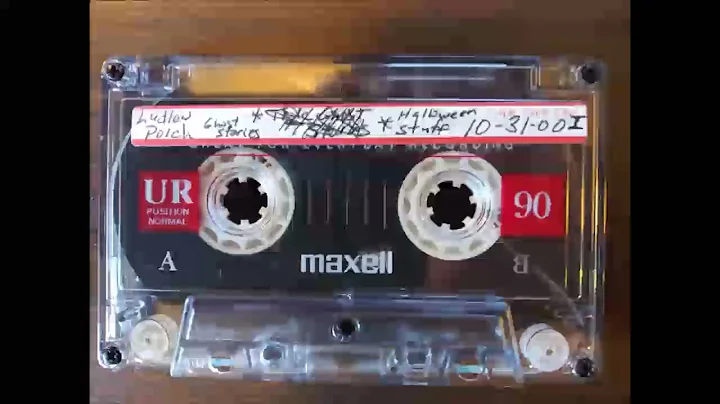 Ludlow Porch Ghost stories * * Halloween Stuff 10-31-00 I
UR
POSITION
NORMAL
90
A
maxell
B